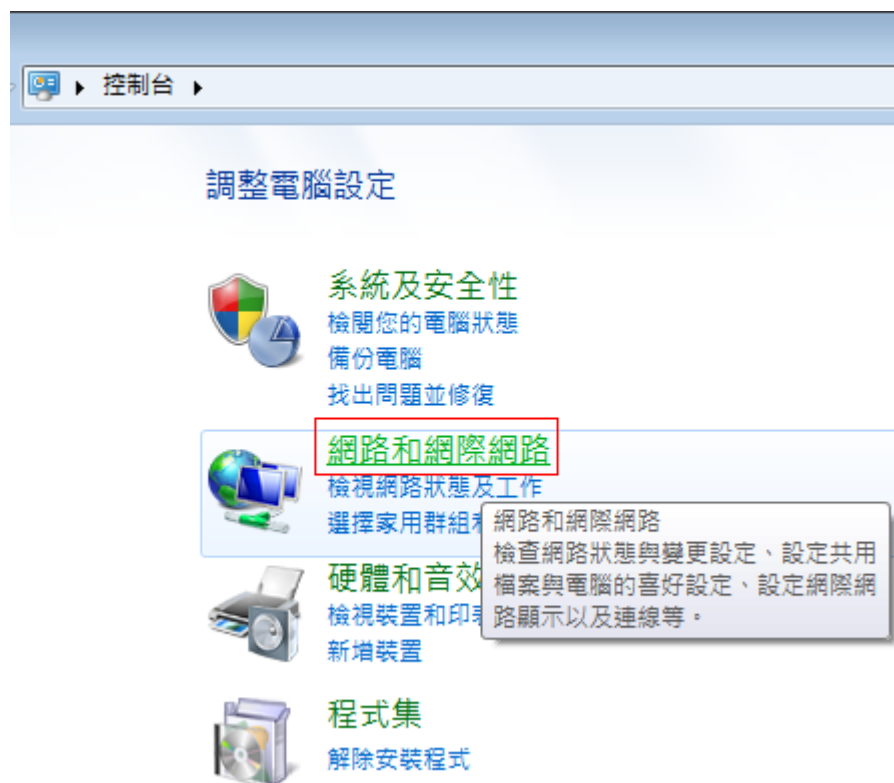 控制台
調整電腦設定
系統及安全性
檢閱您的電腦狀態
備份電腦
找出問題並修復
網路和網際網路
檢視網路狀態及工作
選擇家用群組
網路和網際網路
檢查網路狀態與變更設定、設定共用
檔案與電腦的喜好設定、設定網際網
路顯示以及連線等。
硬體和音效
檢視裝置和印
新增裝置
程式集
解除安裝程式